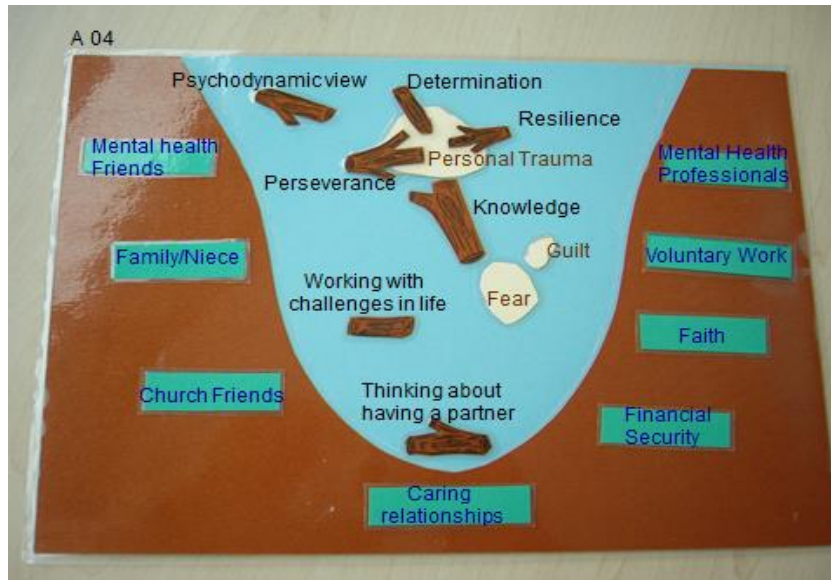 A 04
Psychodynamic view
Determination
Resilience
Mental health
Friends
Personal Trauma
Mental Health
Professionals
Perseverance
Knowledge
Family/Niece
Guilt
Voluntary Work
Working with
challenges in life
Fear
Faith
Church Friends
Thinking about
having a partner
Financial
Security
Caring
relationships